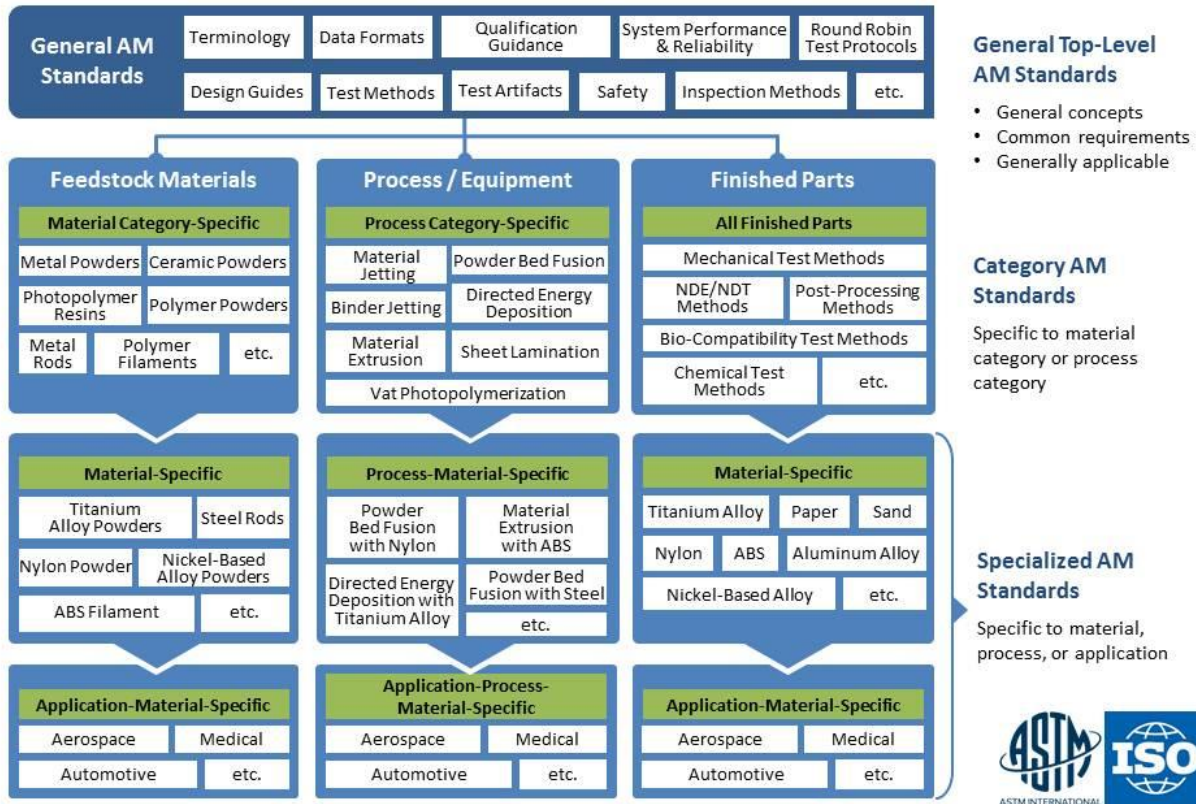 General AM
Standards
Terminology
Data Formats
Qualification
Guidance
System Performance
& Reliability
Round Robin
Test Protocols
Design Guides
Test Methods
Test Artifacts
Safety
Inspection Methods
etc.
General Top-Level
AM Standards
• General concepts
• Common requirements
• Generally applicable
Feedstock Materials
Material Category-Specific
Metal Powders
Ceramic Powders
Photopolymer
Resins
Polymer Powders
Metal
Rods
Polymer
Filaments
etc.
Process / Equipment
Process Category-Specific
Material
Jetting
Powder Bed Fusion
Binder Jetting
Directed Energy
Deposition
Material
Extrusion
Sheet Lamination
Vat Photopolymerization
Finished Parts
All Finished Parts
Mechanical Test Methods
NDE/NDT
Methods
Post-Processing
Methods
Bio-Compatibility Test Methods
Chemical Test
Methods
etc.
Category AM
Standards
Specific to material
category or process
category
Material-Specific
Titanium
Alloy Powders
Steel Rods
Nylon Powder
Nickel-Based
Alloy Powders
ABS Filament
etc.
Process-Material-Specific
Powder
Bed Fusion
with Nylon
Material
Extrusion
with ABS
Directed Energy
Deposition with
Titanium Alloy
Powder Bed
Fusion with Steel
etc.
Material-Specific
Titanium Alloy
Paper
Sand
Nylon
ABS
Aluminum Alloy
Nickel-Based Alloy
etc.
Specialized AM
Standards
Specific to material,
process, or application
Application-Material-Specific
Aerospace
Medical
Automotive
etc.
Application-Process-
Material-Specific
Aerospace
Medical
Automotive
etc.
Application-Material-Specific
Aerospace
Medical
Automotive
etc.
ASTM
ASTM INTERNATIONAL
ISO